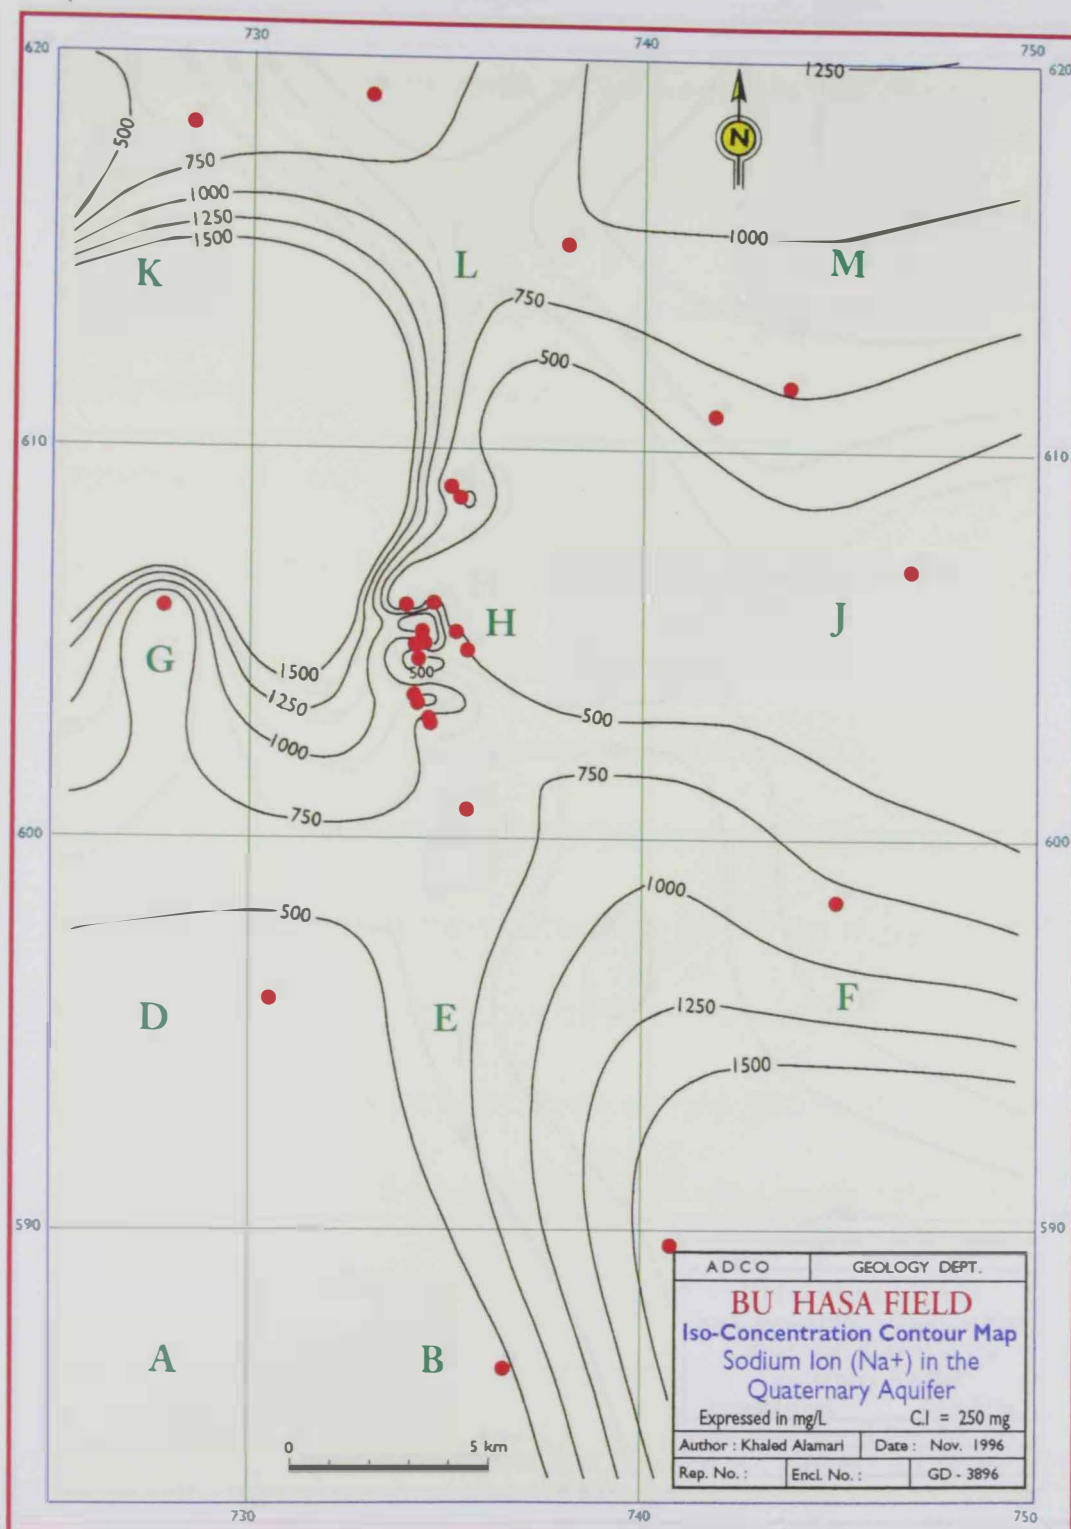 730
740
750
620
620
1250
500
750
1000
1250
1500
N
1000
K
L
M
750
500
610
610
H
J
G
500
1500
1250
500
1000
750
750
600
600
1000
500
D
E
F
1250
1500
590
590
A
B
ADCO GEOLOGY DEPT.
BU HASA FIELD
Iso-Concentration Contour Map
Sodium Ion (Na+) in the
Quaternary Aquifer
Expressed in mg/L C.I = 250 mg
Author : Khaled Alamari Date : Nov. 1996
Rep. No. : Encl. No. : GD - 3896
0 5 km
730
740
750